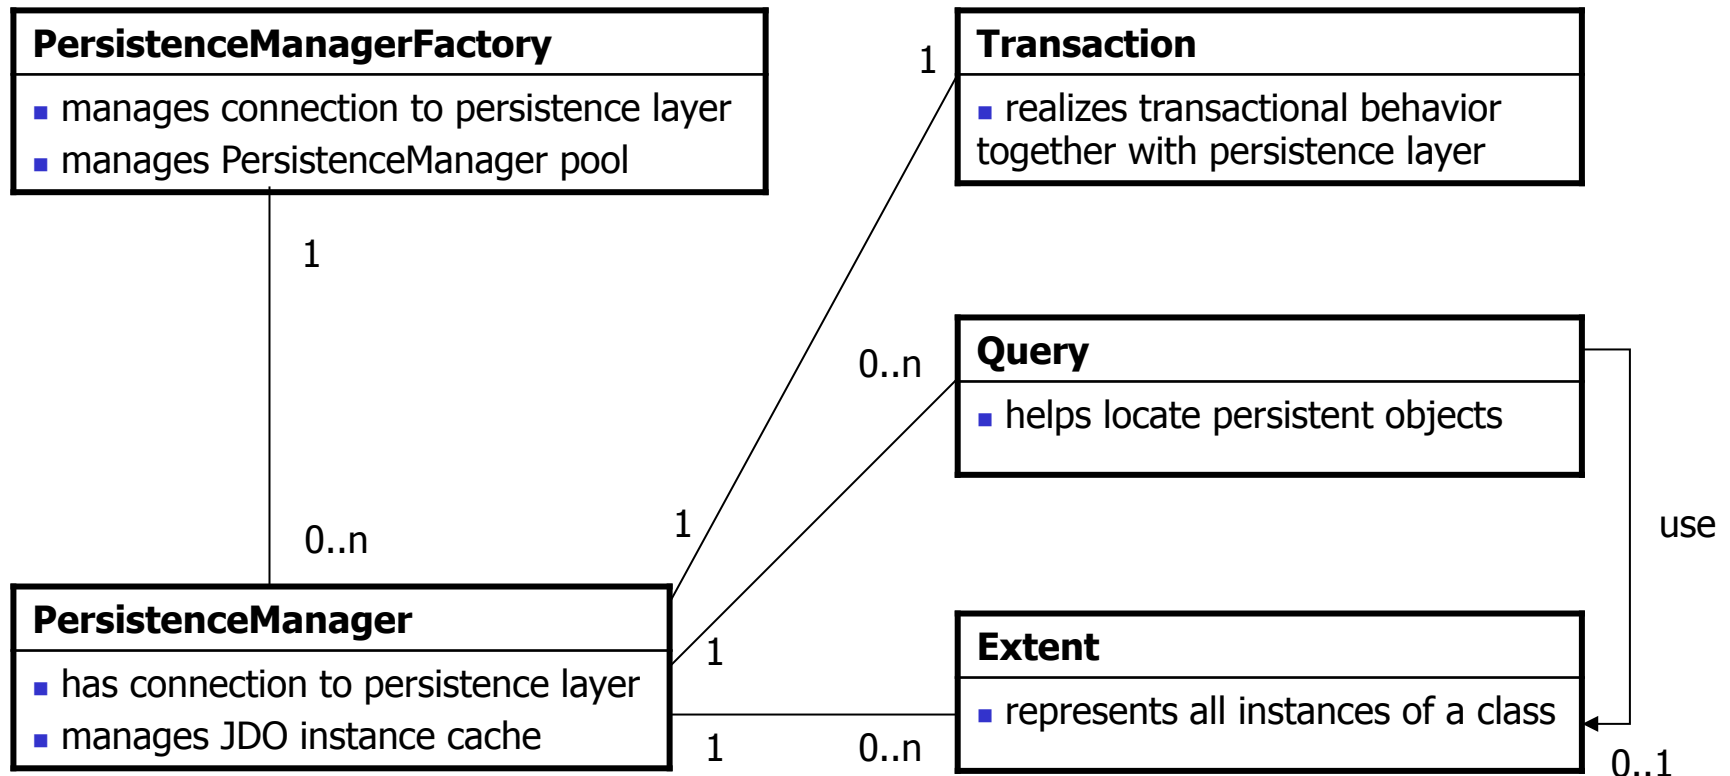 PersistenceManagerFactory
▪ manages connection to persistence layer
▪ manages PersistenceManager pool
1
0..n
PersistenceManager
▪ has connection to persistence layer
▪ manages JDO instance cache
1
Transaction
▪ realizes transactional behavior
together with persistence layer
1
0..n
Query
▪ helps locate persistent objects
1
use
1
0..n
Extent
▪ represents all instances of a class
0..1